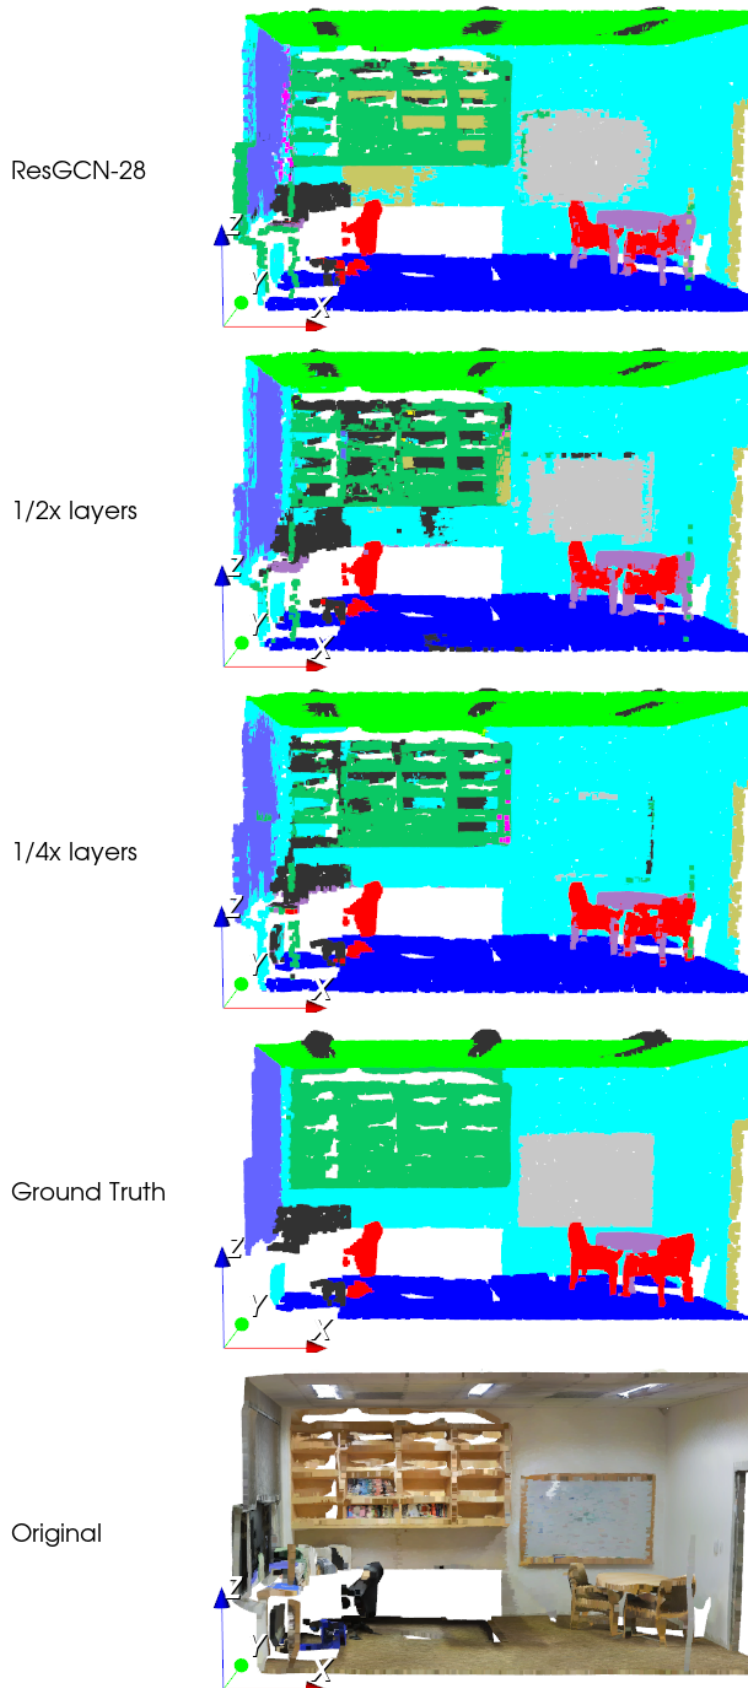 ResGCN-28
Z
Y
X
1/2x layers
Z
Y
X
1/4x layers
Z
Y
X
Ground Truth
Z
Y
X
Original
Z
Y
X